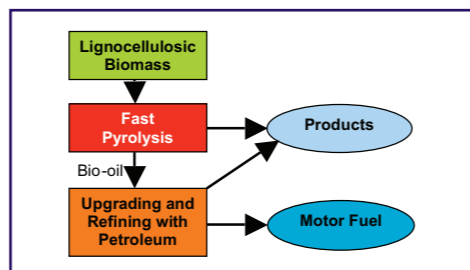 Lignocellulosic
Biomass
Fast
Pyrolysis
Products
Bio-oil
Upgrading and
Refining with
Petroleum
Motor Fuel